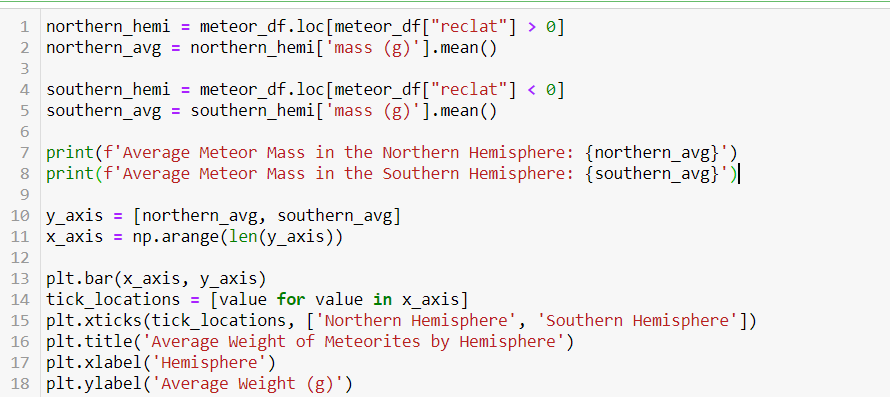 1 northern_hemi = meteor_df.loc[meteor_df["reclat"] > 0]
2 northern_avg = northern_hemi['mass (g)'].mean()
3
4 southern_hemi = meteor_df.loc[meteor_df["reclat"] < 0]
5 southern_avg = southern_hemi['mass (g)'].mean()
6
7 print(f'Average Meteor Mass in the Northern Hemisphere: {northern_avg}')
8 print(f'Average Meteor Mass in the Southern Hemisphere: {southern_avg}')
9
10 y_axis = [northern_avg, southern_avg]
11 x_axis = np.arange(len(y_axis))
12
13 plt.bar(x_axis, y_axis)
14 tick_locations = [value for value in x_axis]
15 plt.xticks(tick_locations, ['Northern Hemisphere', 'Southern Hemisphere'])
16 plt.title('Average Weight of Meteorites by Hemisphere')
17 plt.xlabel('Hemisphere')
18 plt.ylabel('Average Weight (g)')